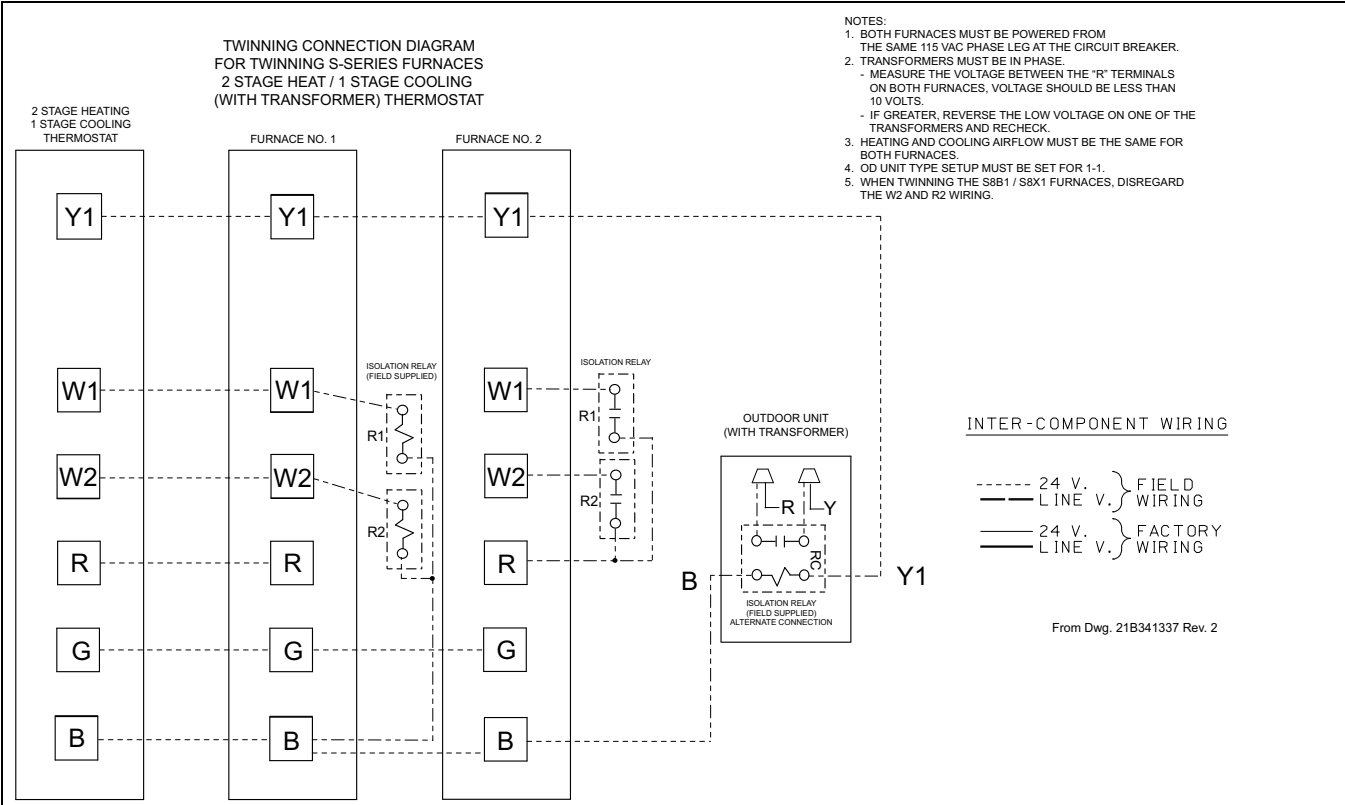 TWINNING CONNECTION DIAGRAM
FOR TWINNING S-SERIES FURNACES
2 STAGE HEAT / 1 STAGE COOLING
(WITH TRANSFORMER) THERMOSTAT
NOTES:
1. BOTH FURNACES MUST BE POWERED FROM
THE SAME 115 VAC PHASE LEG AT THE CIRCUIT BREAKER.
2. TRANSFORMERS MUST BE IN PHASE.
- MEASURE THE VOLTAGE BETWEEN THE “R” TERMINALS
ON BOTH FURNACES, VOLTAGE SHOULD BE LESS THAN
10 VOLTS.
- IF GREATER, REVERSE THE LOW VOLTAGE ON ONE OF THE
TRANSFORMERS AND RECHECK.
3. HEATING AND COOLING AIRFLOW MUST BE THE SAME FOR
BOTH FURNACES.
4. OD UNIT TYPE SETUP MUST BE SET FOR 1-1.
5. WHEN TWINNING THE S8B1 / S8X1 FURNACES, DISREGARD
THE W2 AND R2 WIRING.
2 STAGE HEATING
1 STAGE COOLING
THERMOSTAT
Y1
W1
W2
R
G
B
FURNACE NO. 1
Y1
W1
W2
R
G
B
ISOLATION RELAY
(FIELD SUPPLIED)
R1
R2
FURNACE NO. 2
Y1
W1
W2
R
G
B
ISOLATION RELAY
R1
R2
OUTDOOR UNIT
(WITH TRANSFORMER)
R
Y
RC
B
Y1
ISOLATION RELAY
(FIELD SUPPLIED)
ALTERNATE CONNECTION
INTER-COMPONENT WIRING
24 V.
LINE V.
FIELD
WIRING
24 V.
LINE V.
FACTORY
WIRING
From Dwg. 21B341337 Rev. 2